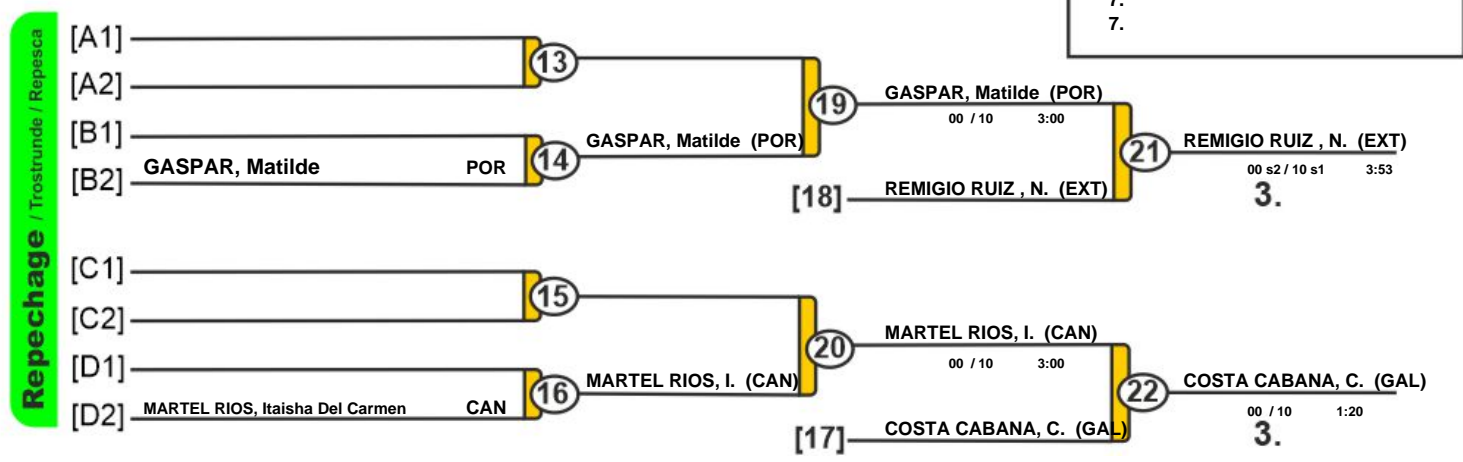 7.
7.
Repechage / Trostrunde / Repesca
[A1]
13
[A2]
19
GASPAR, Matilde (POR)
00 / 10 3:00
[B1]
GASPAR, Matilde (POR)
14
GASPAR, Matilde POR
[B2]
21
REMIGIO RUIZ , N. (EXT)
00 s2 / 10 s1 3:53
3.
[18]
REMIGIO RUIZ , N. (EXT)
[C1]
15
[C2]
20
MARTEL RIOS, I. (CAN)
00 / 10 3:00
[D1]
MARTEL RIOS, I. (CAN)
16
MARTEL RIOS, Itaisha Del Carmen CAN
[D2]
22
COSTA CABANA, C. (GAL)
00 / 10 1:20
3.
[17]
COSTA CABANA, C. (GAL)